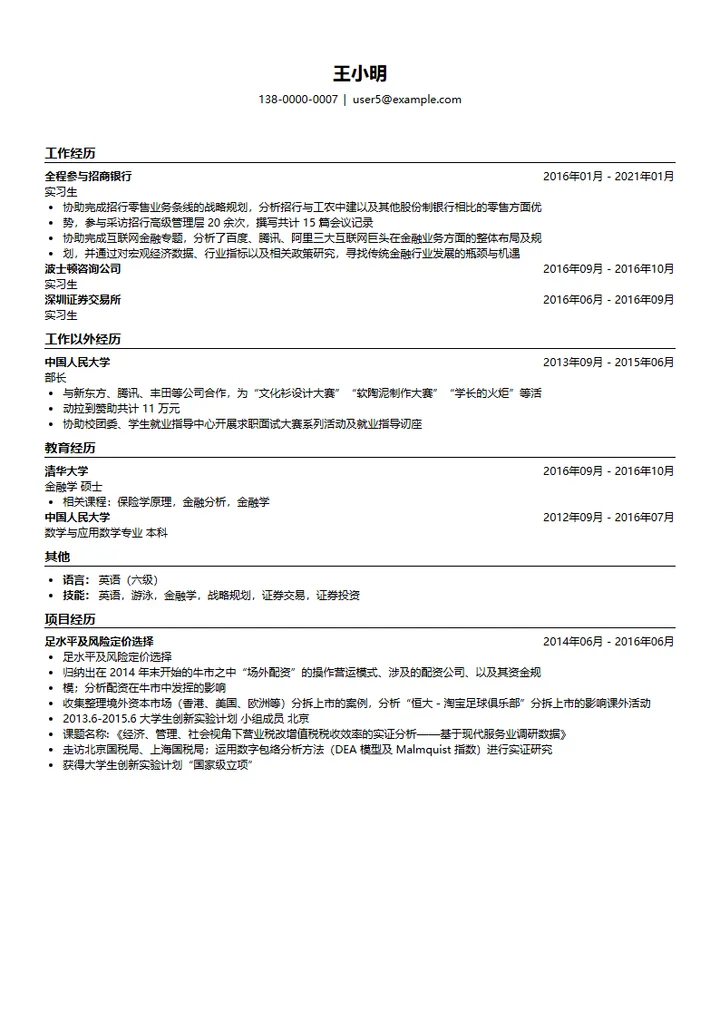 王小明
138-0000-0007 | user5@example.com
工作经历
全程参与招商银行 2016年01月 - 2021年01月
实习生
• 协助完成招行零售业务条线的战略规划，分析招行与工农中建以及其他股份制银行相比的零售方面优
• 势，参与采访招行高级管理层 20 余次，撰写共计 15 篇会议记录
• 协助完成互联网金融专题，分析了百度、腾讯、阿里三大互联网巨头在金融业务方面的整体布局及规
• 划，并通过对宏观经济数据、行业指标以及相关政策研究，寻找传统金融行业发展的瓶颈与机遇
波士顿咨询公司 2016年09月 - 2016年10月
实习生
深圳证券交易所 2016年06月 - 2016年09月
实习生
工作以外经历
中国人民大学 2013年09月 - 2015年06月
部长
• 与新东方、腾讯、丰田等公司合作，为“文化衫设计大赛”“软陶泥制作大赛”“学长的火炬”等活
• 动拉到赞助共计 11 万元
• 协助校团委、学生就业指导中心开展求职面试大赛系列活动及就业指导讲座
教育经历
清华大学 2016年09月 - 2016年10月
金融学 硕士
• 相关课程：保险学原理，金融分析，金融学
中国人民大学 2012年09月 - 2016年07月
数学与应用数学专业 本科
其他
• 语言： 英语（六级）
• 技能： 英语，游泳，金融学，战略规划，证券交易，证券投资
项目经历
足水平及风险定价选择 2014年06月 - 2016年06月
• 足水平及风险定价选择
• 归纳出在 2014 年末开始的牛市之中“场外配资”的操作营运模式、涉及的配资公司、以及其资金规
• 模；分析配资在牛市中发挥的影响
• 收集整理境外资本市场（香港、美国、欧洲等）分拆上市的案例，分析“恒大 - 淘宝足球俱乐部”分拆上市的影响课外活动
• 2013.6-2015.6 大学生创新实验计划 小组成员 北京
• 课题名称:《经济、管理、社会视角下营业税改增值税税收效率的实证分析——基于现代服务业调研数据》
• 走访北京国税局、上海国税局；运用数字包络分析方法（DEA 模型及 Malmquist 指数）进行实证研究
• 获得大学生创新实验计划“国家级立项”